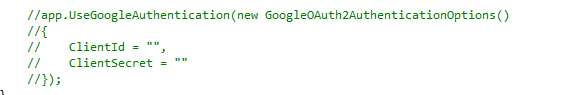 //app.UseGoogleAuthentication(new GoogleOAuth2AuthenticationOptions()
//{
//    ClientId = "",
//    ClientSecret = ""
//});